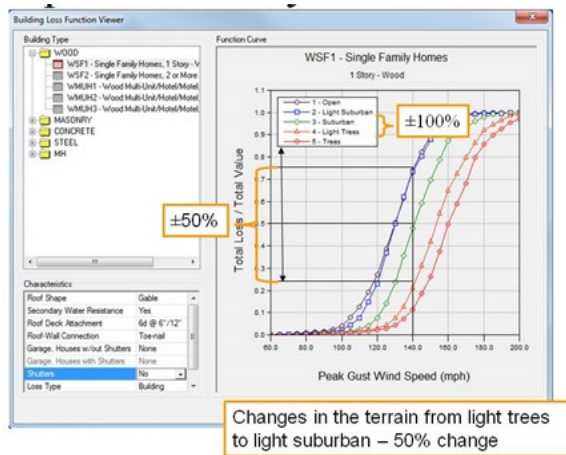 Building Loss Function Viewer
Building Type
WOOD
WSF1 - Single Family Homes, 1 Story - V
WSF2 - Single Family Homes, 2 or More
WMUH1 - Wood Multi-Unit/Hotel/Motel,
WMUH2 - Wood Multi-Unit/Hotel/Motel,
WMUH3 - Wood Multi-Unit/Hotel/Motel,
MASONRY
CONCRETE
STEEL
MH
Characteristics
Roof Shape Gable
Secondary Water Resistance Yes
Roof Deck Attachment 6d @ 6"/12"
Roof-Wall Connection Toe-nail
Garage, Houses w/out Shutters None
Garage, Houses with Shutters None
Shutters No
Loss Type Building
Function Curve
WSF1 - Single Family Homes
1 Story - Wood
1 - Open
2 - Light Suburban
3 - Suburban
4 - Light Trees
5 - Trees
±100%
±50%
Total Loss / Total Value
1.1
1.0
0.9
0.8
0.7
0.6
0.5
0.4
0.3
0.2
0.1
0.0
60.0 80.0 100.0 120.0 140.0 160.0 180.0 200.0
Peak Gust Wind Speed (mph)
Changes in the terrain from light trees
to light suburban – 50% change